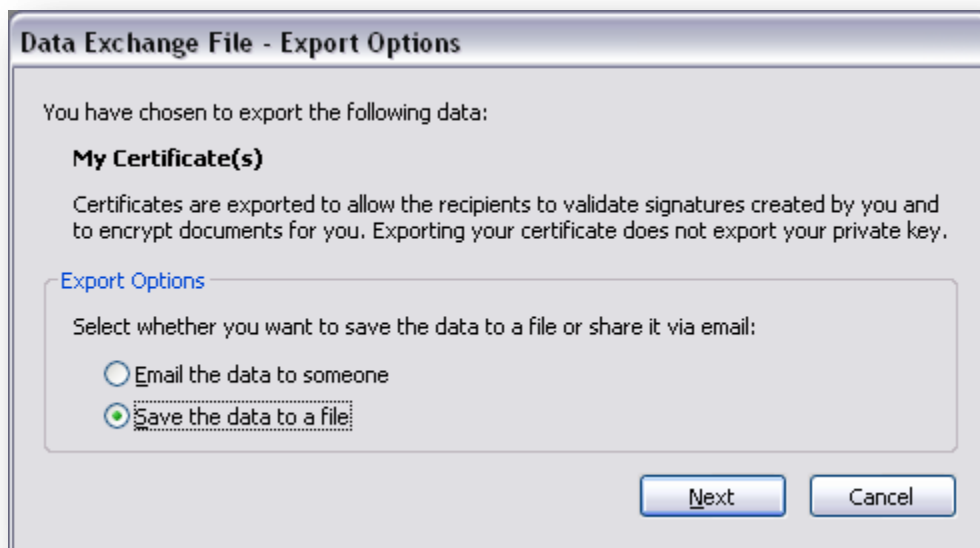 Data Exchange File - Export Options
You have chosen to export the following data:
My Certificate(s)
Certificates are exported to allow the recipients to validate signatures created by you and
to encrypt documents for you. Exporting your certificate does not export your private key.
Export Options
Select whether you want to save the data to a file or share it via email:
Email the data to someone
Save the data to a file
Next
Cancel